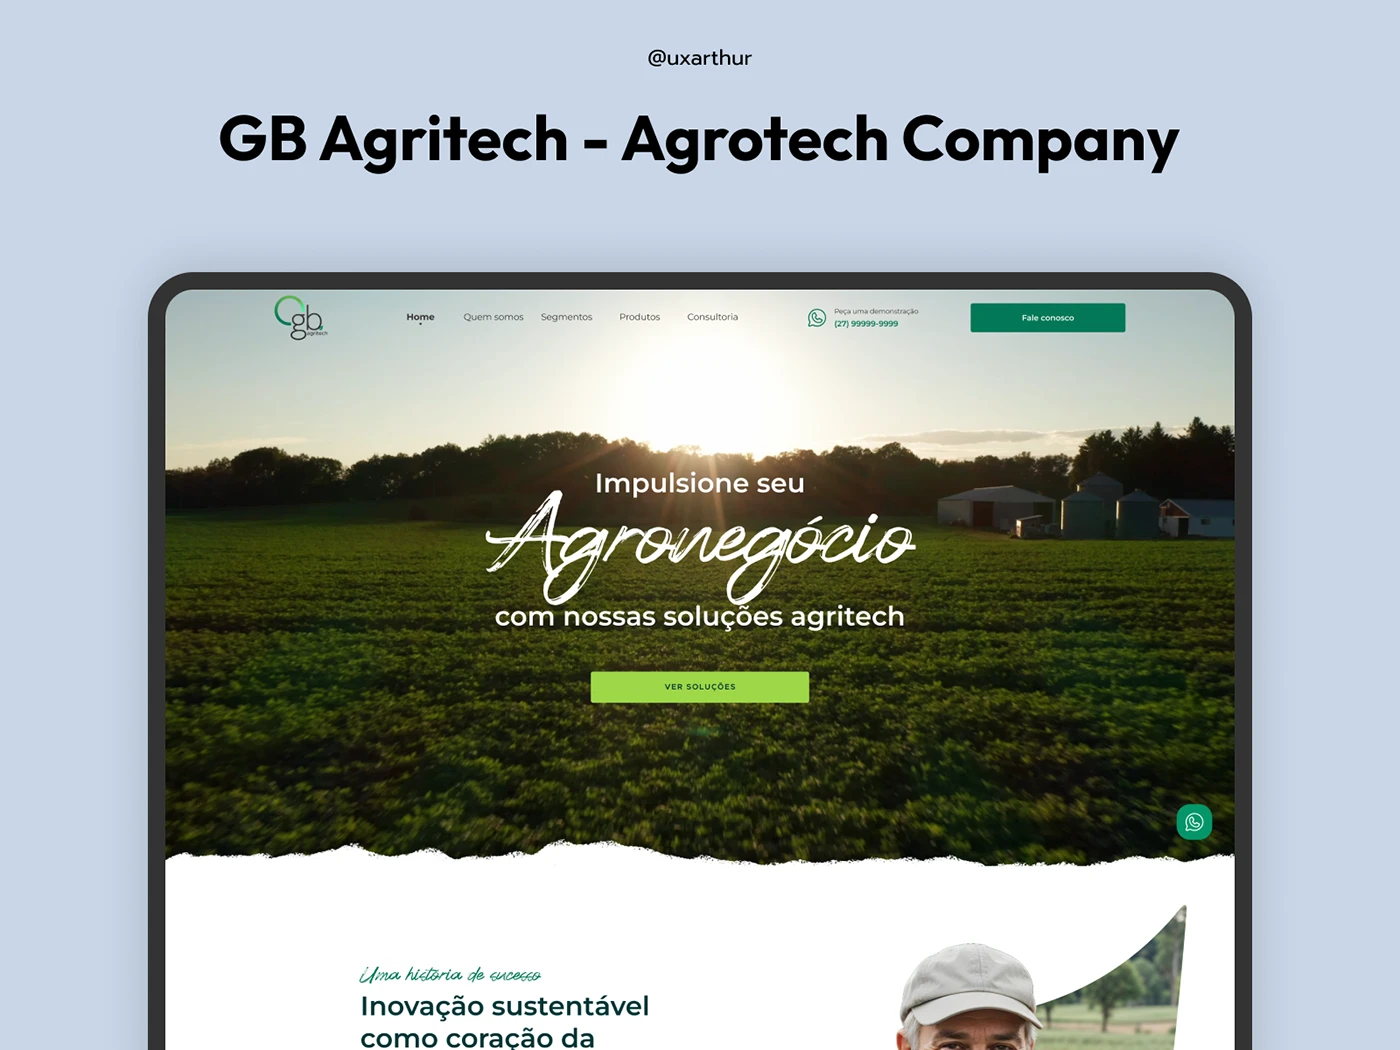 @uxarthur
GB Agritech - Agrotech Company
gb
agritech
Home
Quem somos
Segmentos
Produtos
Consultoria
Peça uma demonstração
(27) 99999-9999
Fale conosco
Impulsione seu
Agronegócio
com nossas soluções agritech
VER SOLUÇÕES
Uma história de sucesso
Inovação sustentável
como coração da